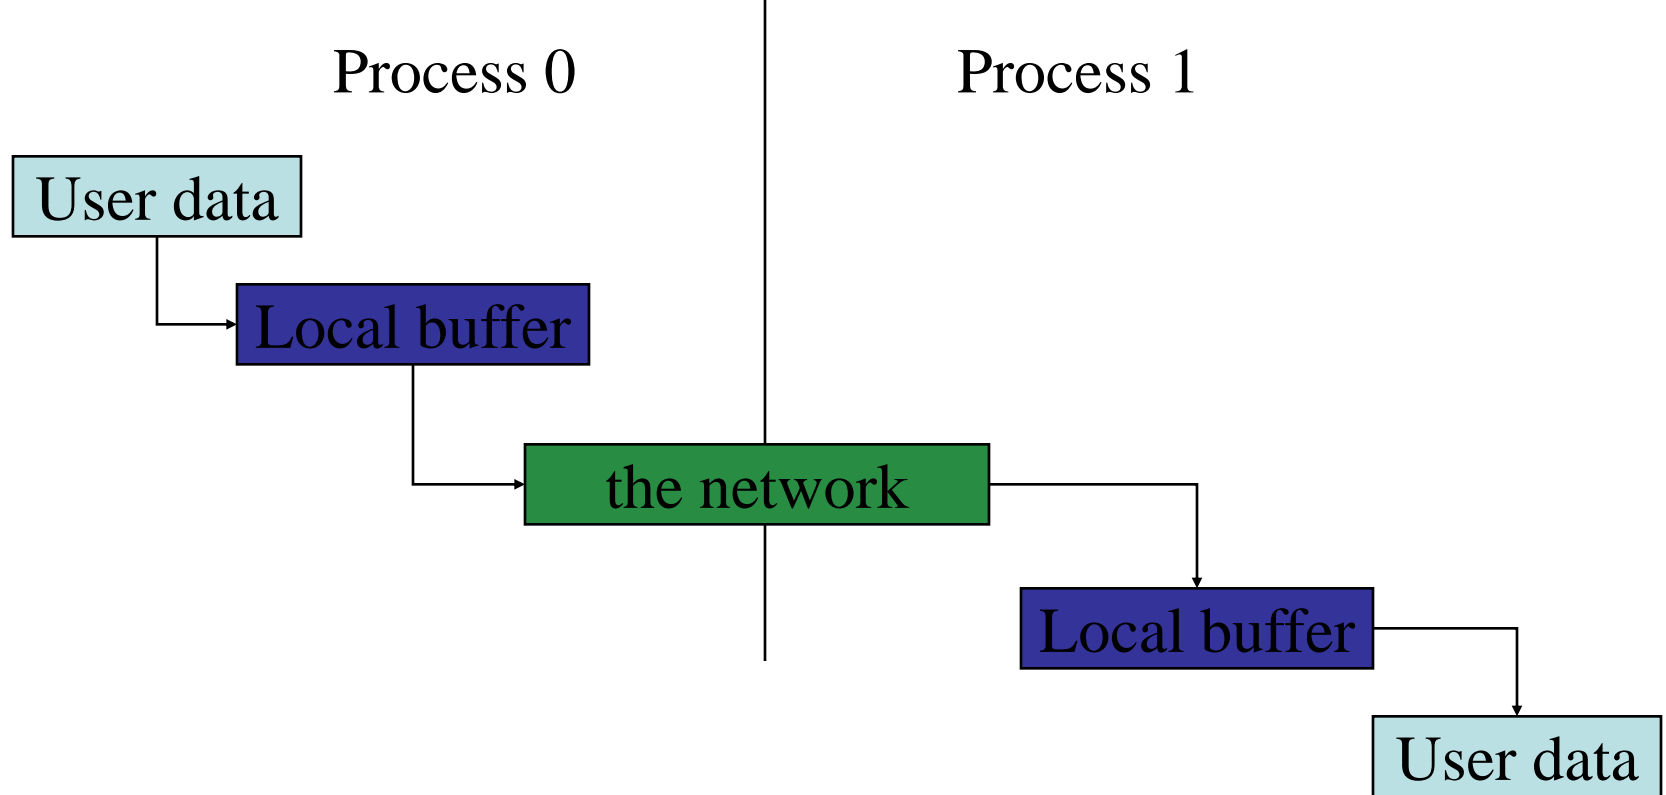 Process 0
Process 1
User data
Local buffer
the network
Local buffer
User data